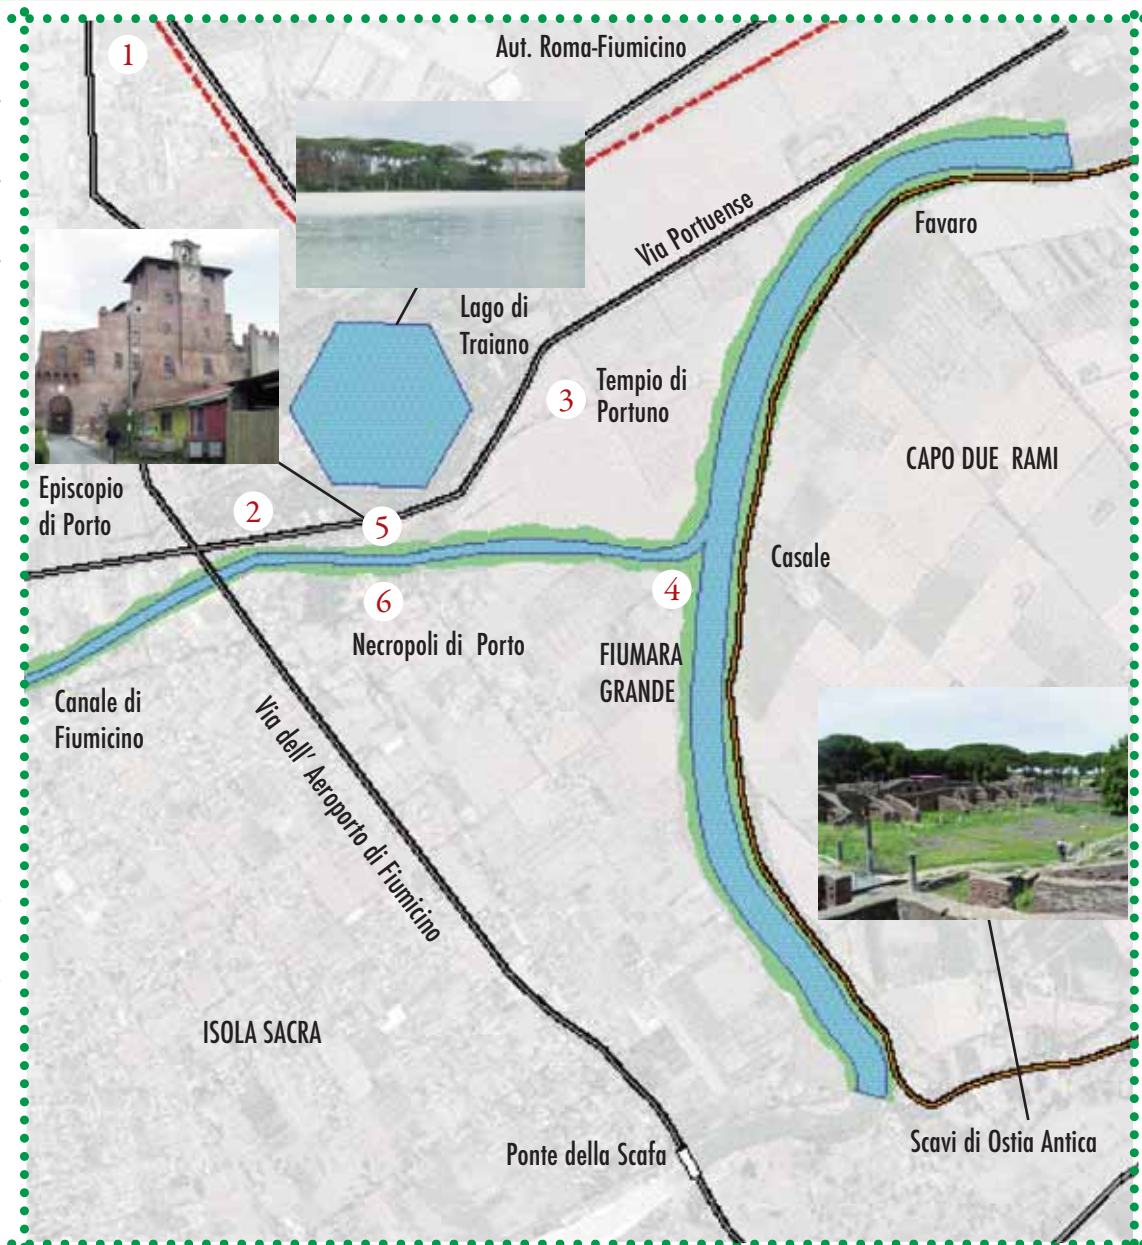 1
Aut. Roma-Fiumicino
Via Portuense
Favaro
Lago di
Traiano
3
Tempio di
Portuno
CAPO DUE  RAMI
Episcopio
di Porto
2
5
Casale
4
6
Necropoli di  Porto
FIUMARA
GRANDE
Canale di
Fiumicino
Via dell' Aeroporto di Fiumicino
ISOLA SACRA
Ponte della Scafa
Scavi di Ostia Antica